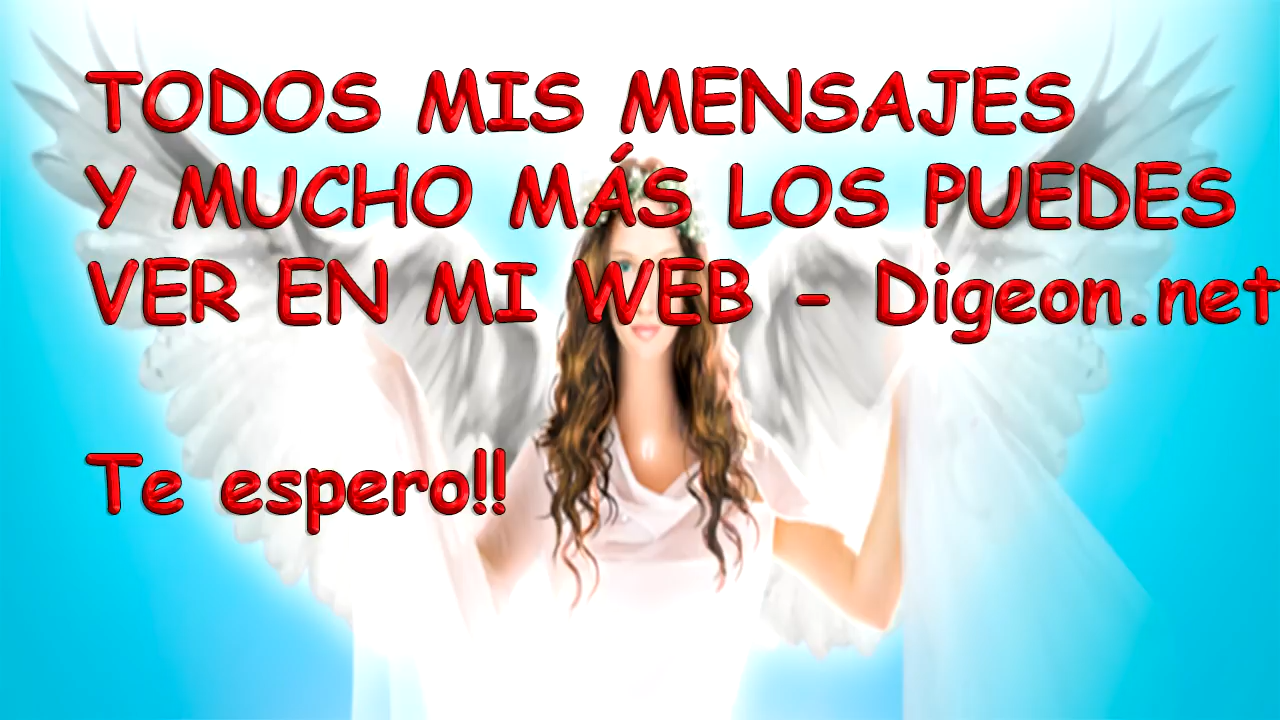 TODOS MIS MENSAJES
Y MUCHO MÁS LOS PUEDES
VER EN MI WEB - Digeon.net
Te espero!!